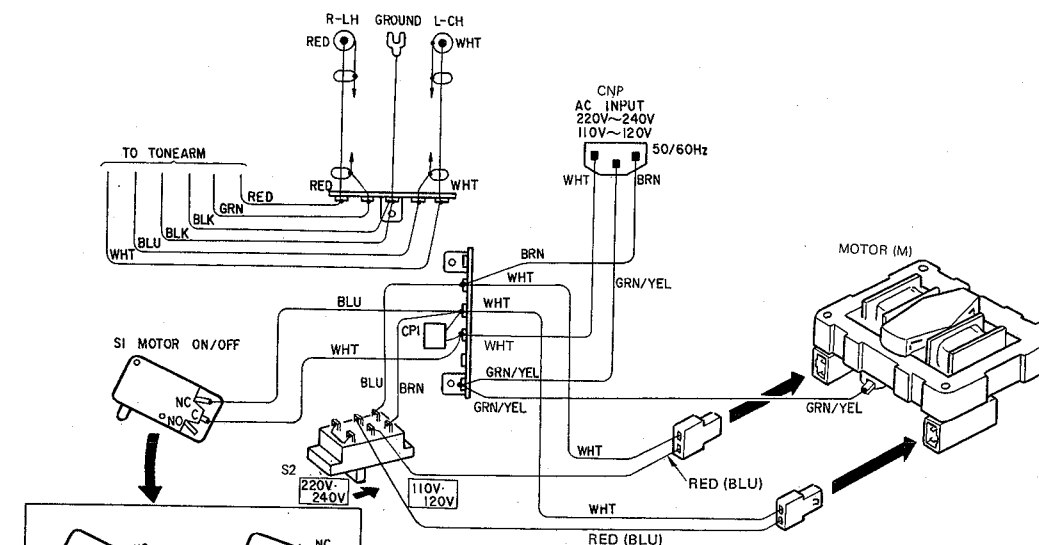 R-LH GROUND L-CH
RED WHT
CNP
AC INPUT
220V~240V
110V~120V
50/60Hz
TO TONEARM
WHT BRN
RED WHT
RED
GRN
BLK
BLU BLK
WHT
MOTOR (M)
BRN
WHT
GRN/YEL
BLU
WHT
CP1
WHT
S1 MOTOR ON/OFF
WHT
GRN/YEL
BLU BRN
NC
C
NO
GRN/YEL
GRN/YEL
WHT
S2
220V·
240V
110V·
120V
RED (BLU)
WHT
RED (BLU)
NC